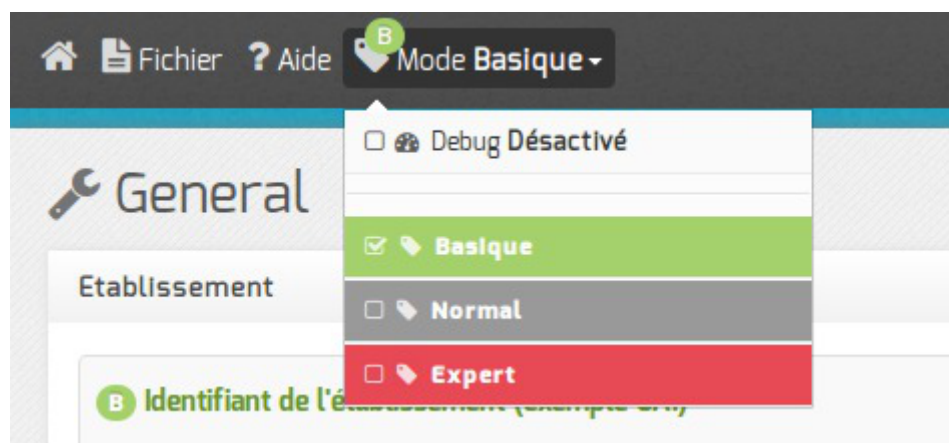 Fichier ? Aide B Mode Basique
Debug Désactivé
General
Basique
Etablissement
Normal
Expert
B Identifiant de l'é